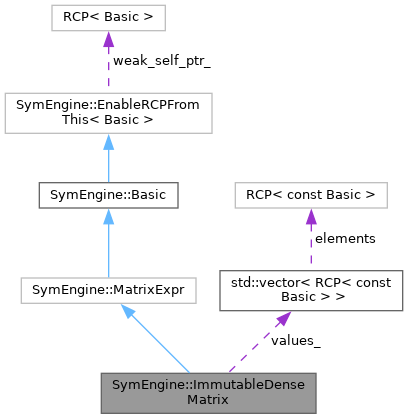 RCP< Basic >
weak_self_ptr_
SymEngine::EnableRCPFrom
This< Basic >
SymEngine::Basic
RCP< const Basic >
elements
SymEngine::MatrixExpr
std::vector< RCP< const
Basic > >
values_
SymEngine::ImmutableDense
Matrix